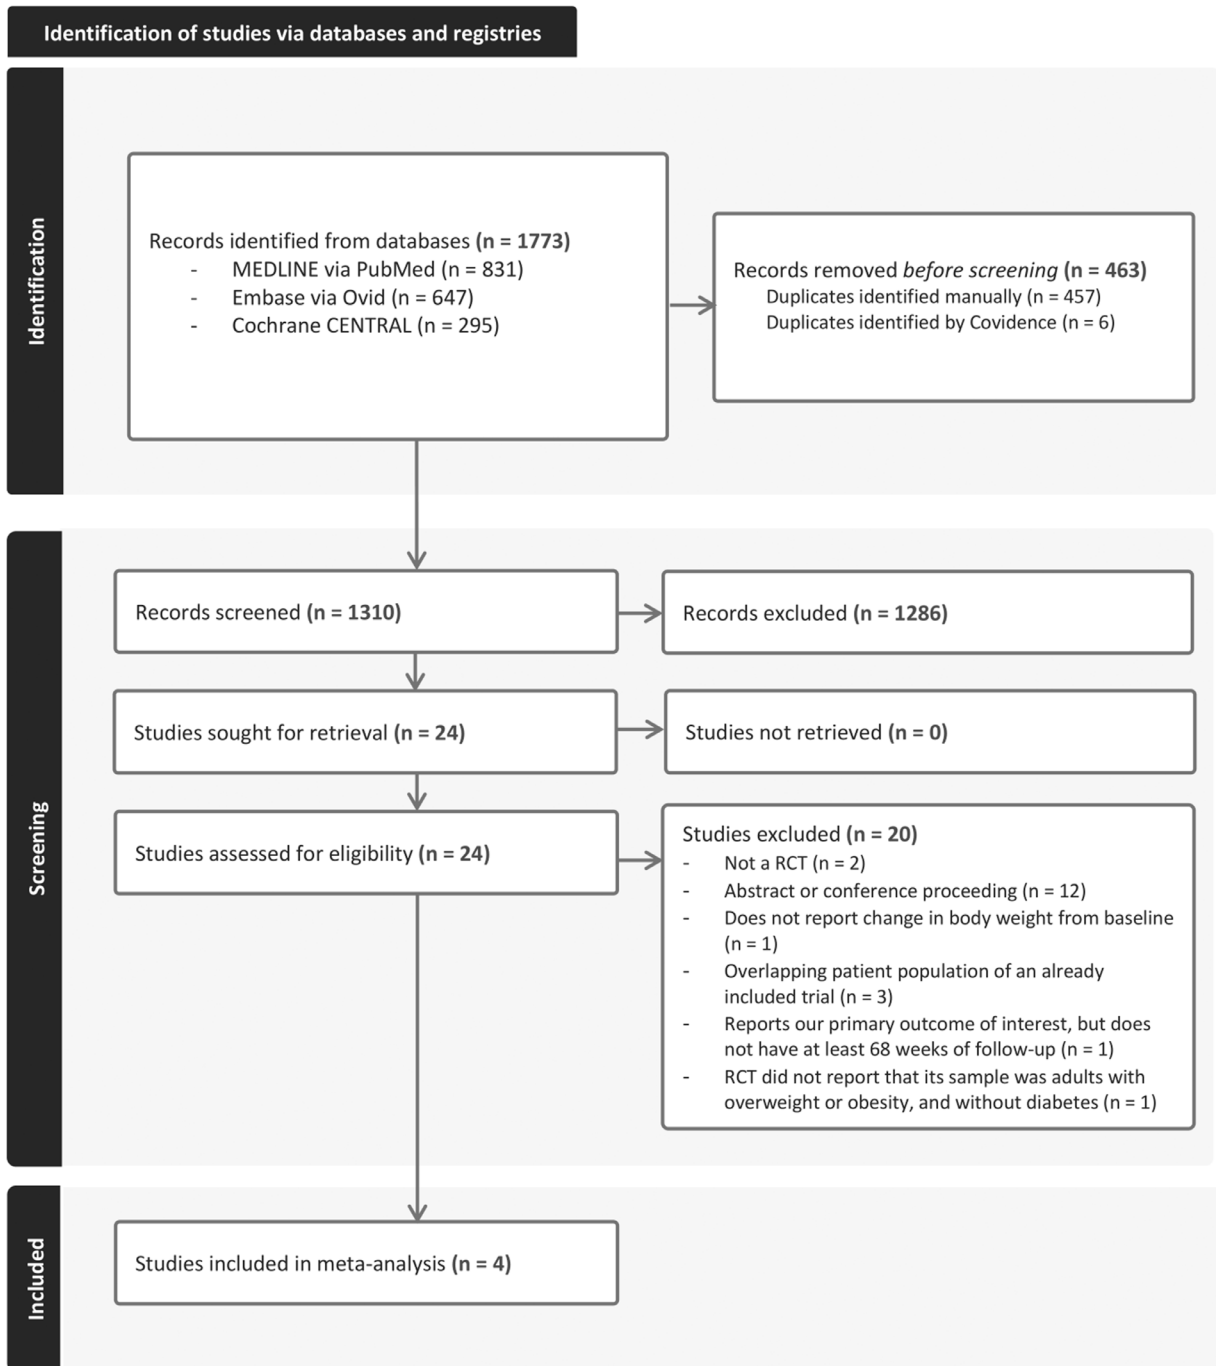 Identification of studies via databases and registries
Identification
Records identified from databases (n = 1773)
- MEDLINE via PubMed (n = 831)
- Embase via Ovid (n = 647)
- Cochrane CENTRAL (n = 295)
Records removed before screening (n = 463)
Duplicates identified manually (n = 457)
Duplicates identified by Covidence (n = 6)
Screening
Records screened (n = 1310)
Records excluded (n = 1286)
Studies sought for retrieval (n = 24)
Studies not retrieved (n = 0)
Studies assessed for eligibility (n = 24)
Studies excluded (n = 20)
- Not a RCT (n = 2)
- Abstract or conference proceeding (n = 12)
- Does not report change in body weight from baseline
(n = 1)
- Overlapping patient population of an already
included trial (n = 3)
- Reports our primary outcome of interest, but does
not have at least 68 weeks of follow-up (n = 1)
- RCT did not report that its sample was adults with
overweight or obesity, and without diabetes (n = 1)
Included
Studies included in meta-analysis (n = 4)